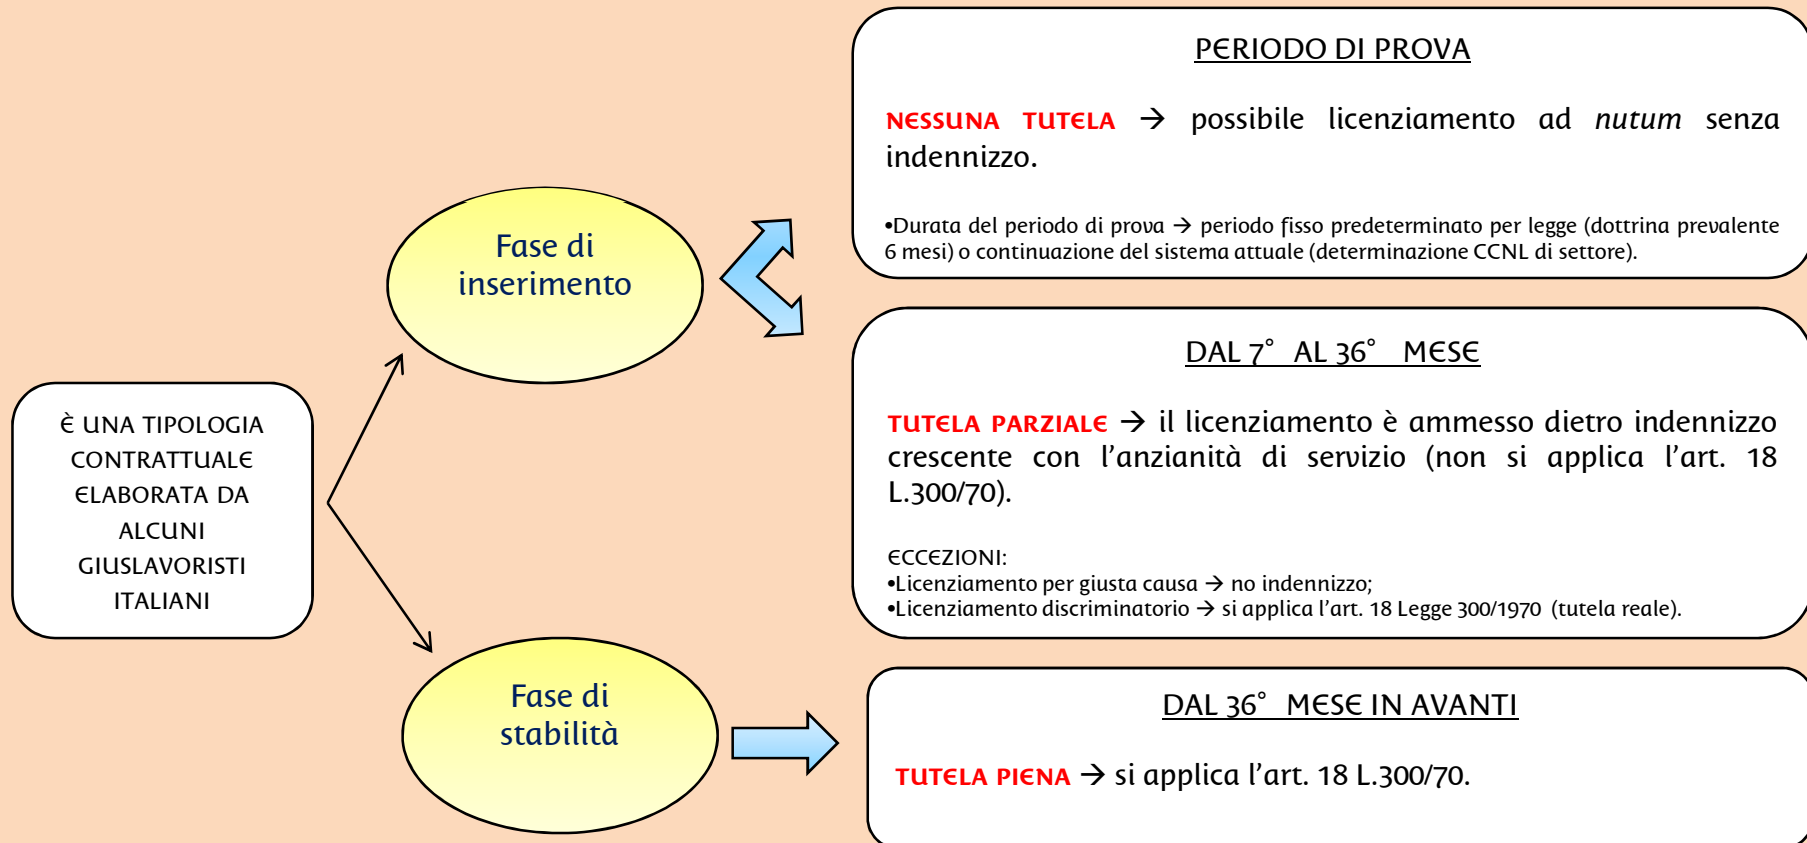 È UNA TIPOLOGIA
CONTRATTUALE
ELABORATA DA
ALCUNI
GIUSLAVORISTI
ITALIANI
Fase di
inserimento
PERIODO DI PROVA
NESSUNA TUTELA → possibile licenziamento ad nutum senza
indennizzo.
•Durata del periodo di prova → periodo fisso predeterminato per legge (dottrina prevalente
6 mesi) o continuazione del sistema attuale (determinazione CCNL di settore).
DAL 7° AL 36° MESE
TUTELA PARZIALE → il licenziamento è ammesso dietro indennizzo
crescente con l'anzianità di servizio (non si applica l'art. 18
L.300/70).
ECCEZIONI:
•Licenziamento per giusta causa → no indennizzo;
•Licenziamento discriminatorio → si applica l'art. 18 Legge 300/1970 (tutela reale).
Fase di
stabilità
DAL 36° MESE IN AVANTI
TUTELA PIENA → si applica l'art. 18 L.300/70.